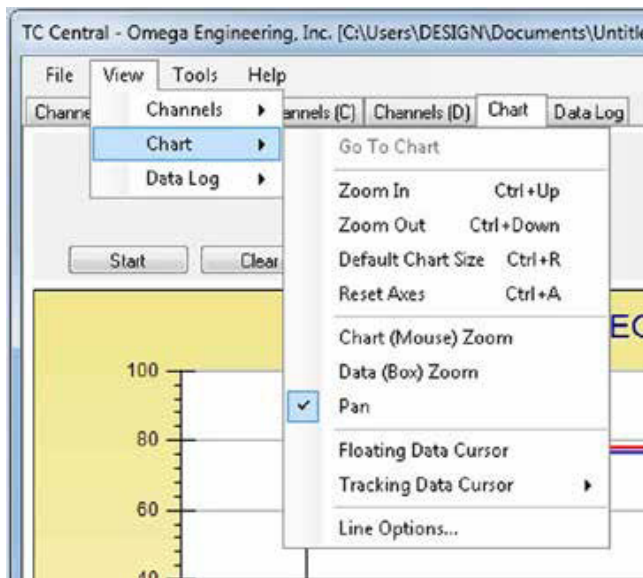 TC Central - Omega Engineering, Inc. [C:\Users\DESIGN\Documents\Untitle
File View Tools Help
Channe annels (C) Channels (D) Chart Data Log
Channels
Chart
Data Log
Go To Chart
Zoom In Ctrl+Up
Zoom Out Ctrl+Down
Default Chart Size Ctrl+R
Reset Axes Ctrl+A
Chart (Mouse) Zoom
Data (Box) Zoom
Pan
Floating Data Cursor
Tracking Data Cursor
Line Options...
Start Clear
100
80
60
40